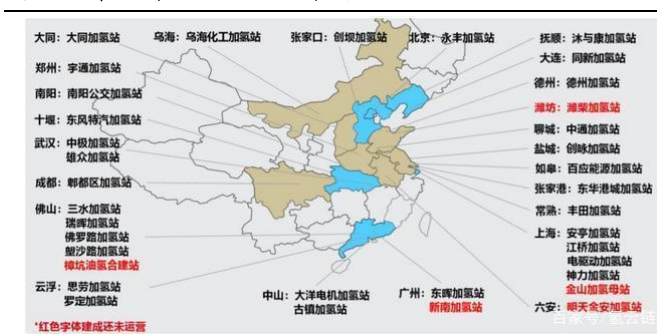 大同：大同加氢站
乌海：乌海化工加氢站
张家口：创坝加氢站
北京：永丰加氢站
抚顺：沐与康加氢站
大连：同新加氢站
郑州：宇通加氢站
德州：德州加氢站
南阳：南阳公交加氢站
潍坊：潍柴加氢站
十堰：东风特汽加氢站
聊城：中通加氢站
武汉：中极加氢站
雄众加氢站
盐城：创咏加氢站
如皋：百应能源加氢站
成都：郫都区加氢站
张家港：东华港城加氢站
佛山：三水加氢站
瑞晖加氢站
佛罗路加氢站
塱沙路加氢站
樟坑油氢合建站
常熟：丰田加氢站
上海：安亭加氢站
江桥加氢站
电驱动加氢站
神力加氢站
金山加氢母站
云浮：思劳加氢站
罗定加氢站
中山：大洋电机加氢站
古镇加氢站
广州：东晖加氢站
新南加氢站
六安：明天金安加氢站
*红色字体建成还未运营